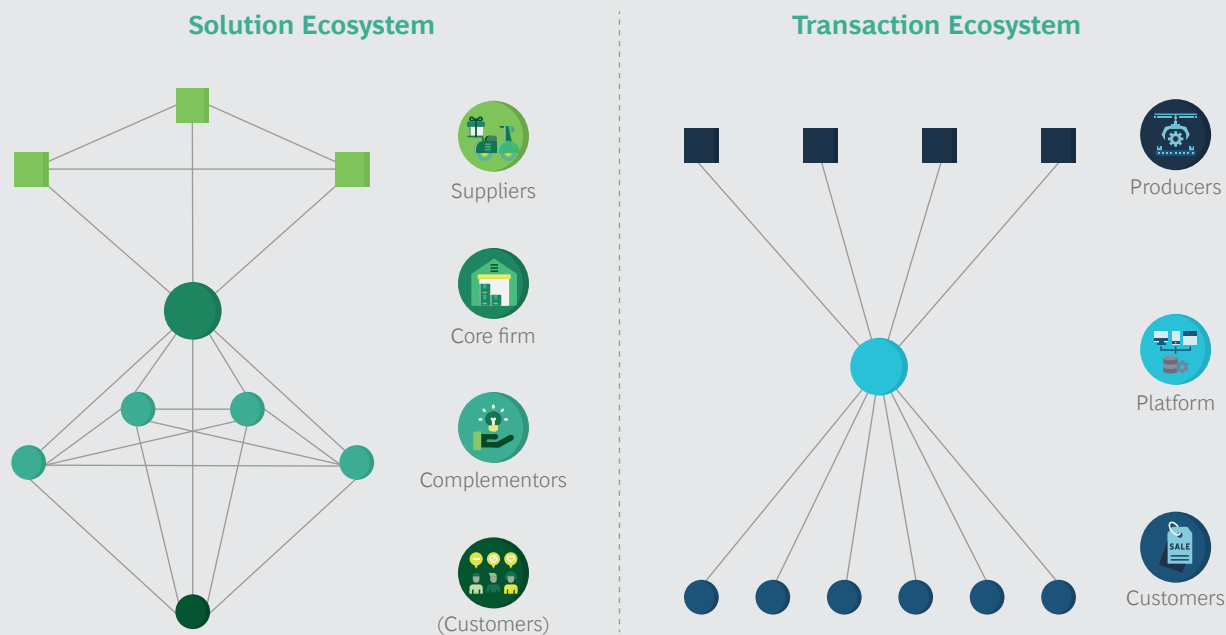 Solution Ecosystem
Suppliers
Core firm
Complementors
(Customers)
Transaction Ecosystem
Producers
Platform
SALE
Customers